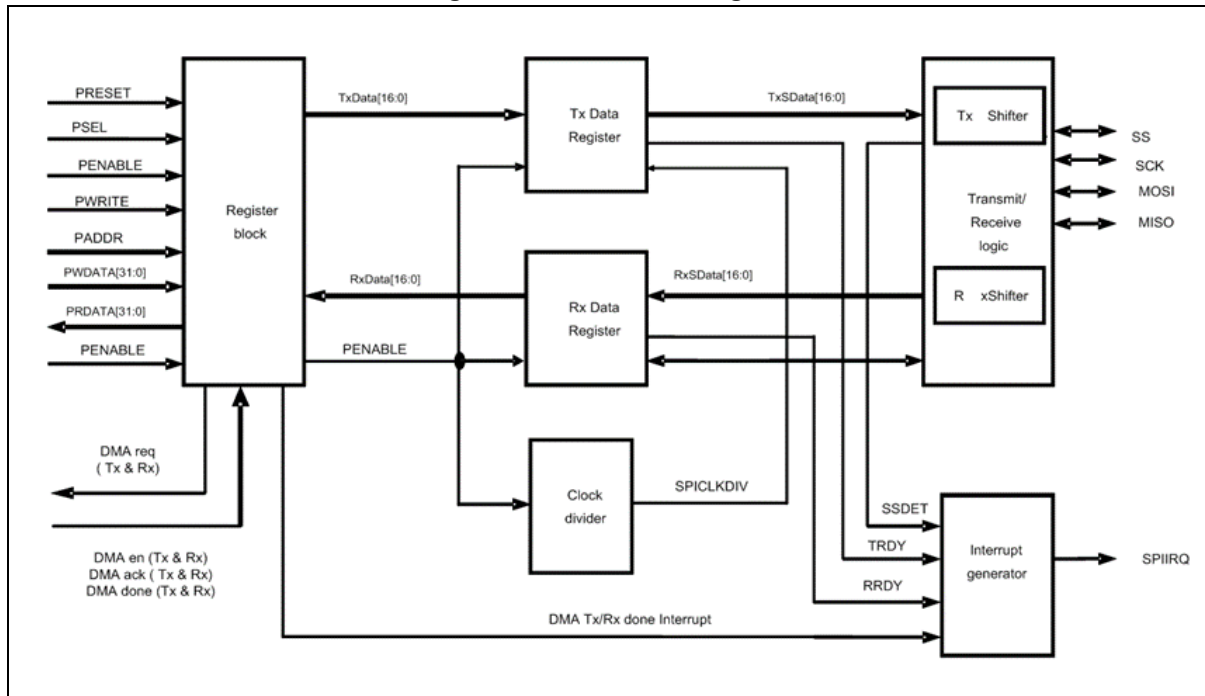 PRESET
PSEL
PENABLE
PWRITE
PADDR
PWDATA[31:0]
PRDATA[31:0]
PENABLE
Register
block
TxData[16:0]
RxData[16:0]
PENABLE
Tx Data
Register
Rx Data
Register
TxSData[16:0]
RxSData[16:0]
Tx Shifter
Transmit/
Receive
logic
R xShifter
SS
SCK
MOSI
MISO
DMA req
( Tx & Rx)
DMA en (Tx & Rx)
DMA ack ( Tx & Rx)
DMA done (Tx & Rx)
Clock
divider
SPICLKDIV
SSDET
TRDY
RRDY
DMA Tx/Rx done Interrupt
Interrupt
generator
SPIIRQ